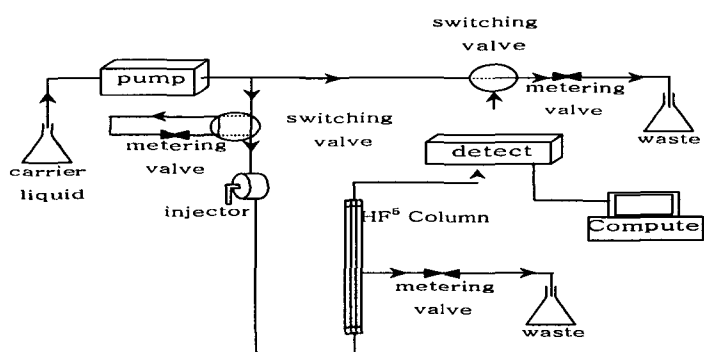 switching
valve
pump
metering
valve
waste
switching
valve
metering
valve
detect
carrier
liquid
injector
HF⁵ Column
Compute
metering
valve
waste